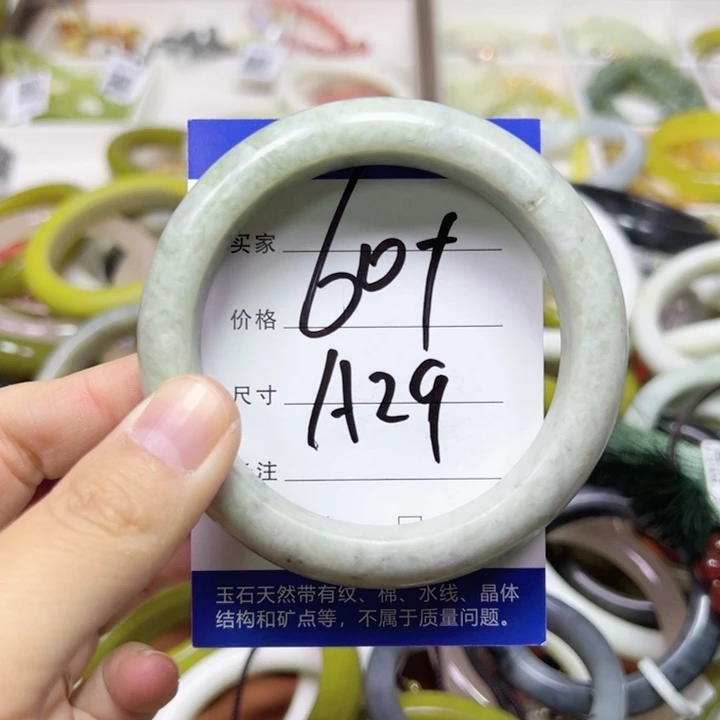 买家
60+
价格
A29
尺寸
注
玉石天然带有纹、棉、水线、晶体
结构和矿点等，不属于质量问题。